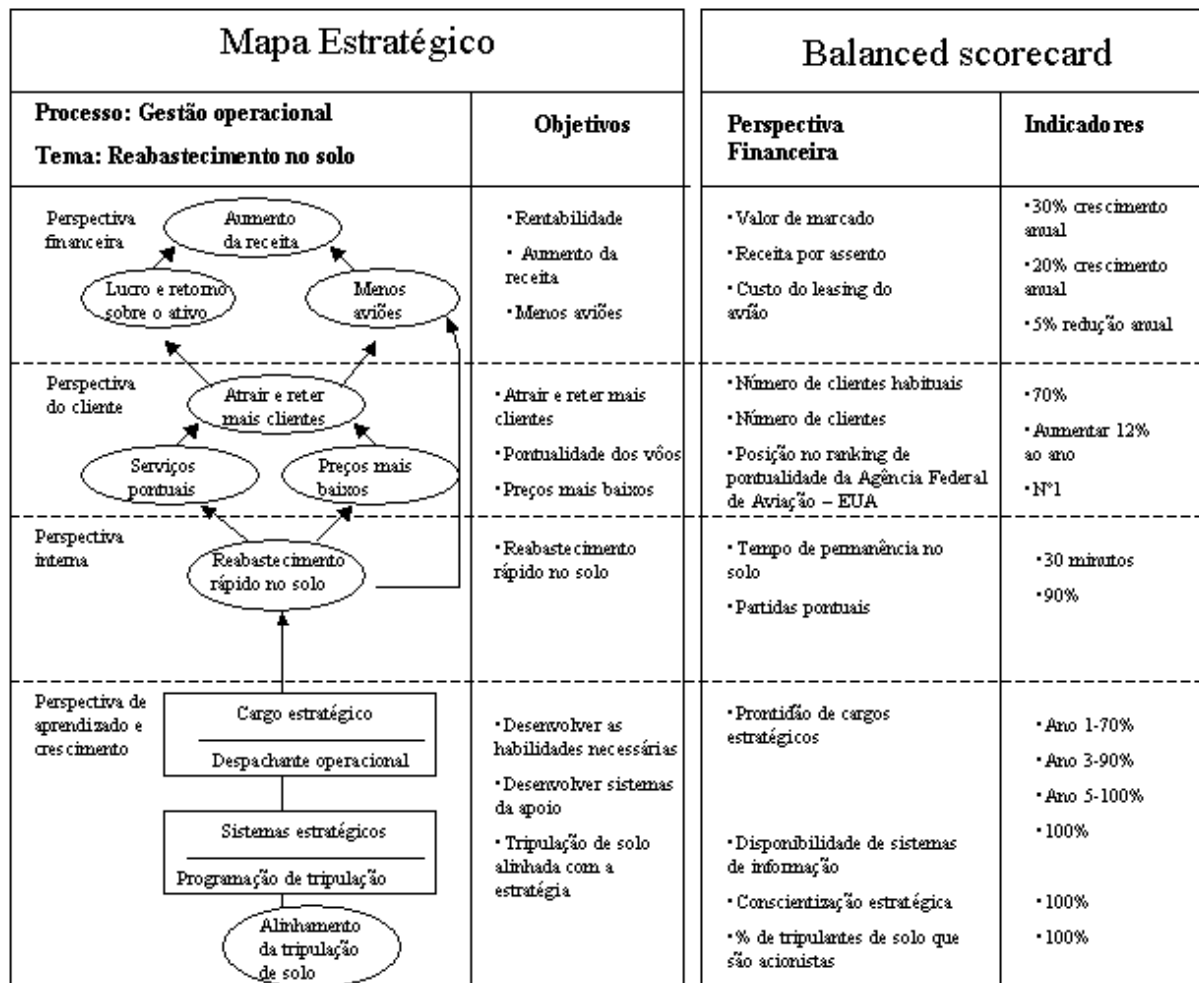 Mapa Estratégico
Balanced scorecard
Processo: Gestão operacional
Tema: Reabastecimento no solo
Objetivos
Perspectiva
Financeira
Indicadores
Perspectiva
financeira
Aumento
da receita
Lucro e retorno
sobre o ativo
Menos
aviões
•Rentabilidade
• Aumento da
receita
•Menos aviões
•Valor de marcado
•Receita por assento
•Custo do leasing do
avião
•30% crescimento
anual
•20% crescimento
anual
•5% redução anual
Perspectiva
do cliente
Atrair e reter
mais clientes
Serviços
pontuais
Preços mais
baixos
•Atrair e reter mais
clientes
•Pontualidade dos vôos
•Preços mais baixos
•Número de clientes habituais
•Número de clientes
•Posição no ranking de
pontualidade da Agência Federal
de Aviação – EUA
•70%
•Aumentar 12%
ao ano
•Nº1
Perspectiva
interna
Reabastecimento
rápido no solo
•Reabastecimento
rápido no solo
•Tempo de permanência no
solo
•Partidas pontuais
•30 minutos
•90%
Perspectiva de
aprendizado e
crescimento
Cargo estratégico
Despachante operacional
Sistemas estratégicos
Programação de tripulação
Alinhamento
da tripulação
de solo
•Desenvolver as
habilidades necessárias
•Desenvolver sistemas
da apoio
•Tripulação de solo
alinhada com a
estratégia
•Prontidão de cargos
estratégicos
•Disponibilidade de sistemas
de informação
•Conscientização estratégica
•% de tripulantes de solo que
são acionistas
•Ano 1-70%
•Ano 3-90%
•Ano 5-100%
•100%
•100%
•100%